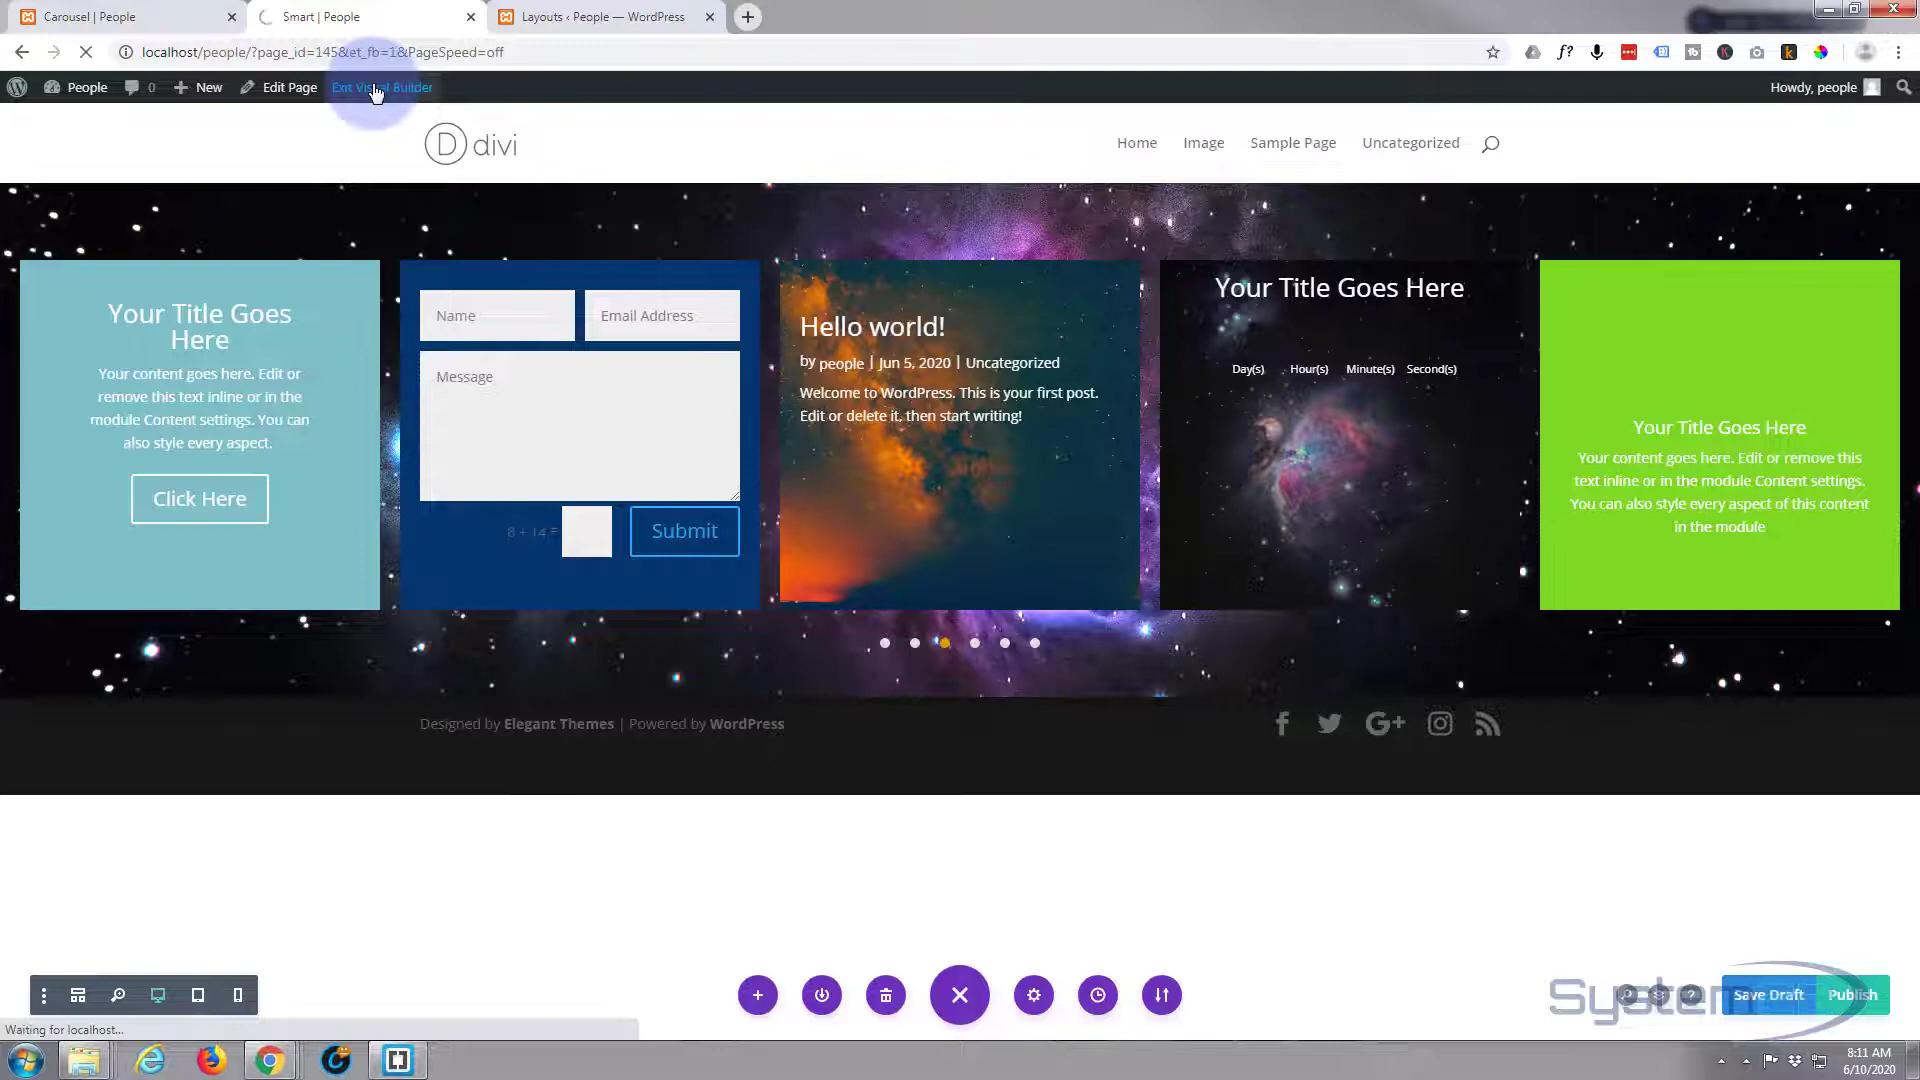 Carousel | People
Smart | People
Layouts ‹ People — WordPress
localhost/people/?page_id=145&et_fb=1&PageSpeed=off
People
0
New
Edit Page
Exit Visual Builder
Howdy, people
D divi
Home
Image
Sample Page
Uncategorized
Your Title Goes
Here
Your content goes here. Edit or
remove this text inline or in the
module Content settings. You can
also style every aspect.
Click Here
Name
Email Address
Message
8 + 14 =
Submit
Hello world!
by people | Jun 5, 2020 | Uncategorized
Welcome to WordPress. This is your first post.
Edit or delete it, then start writing!
Your Title Goes Here
Day(s)
Hour(s)
Minute(s)
Second(s)
Your Title Goes Here
Your content goes here. Edit or remove this
text inline or in the module Content settings.
You can also style every aspect of this content
in the module
Designed by Elegant Themes | Powered by WordPress
System
Save Draft
Publish
Waiting for localhost...
8:11 AM
6/10/2020